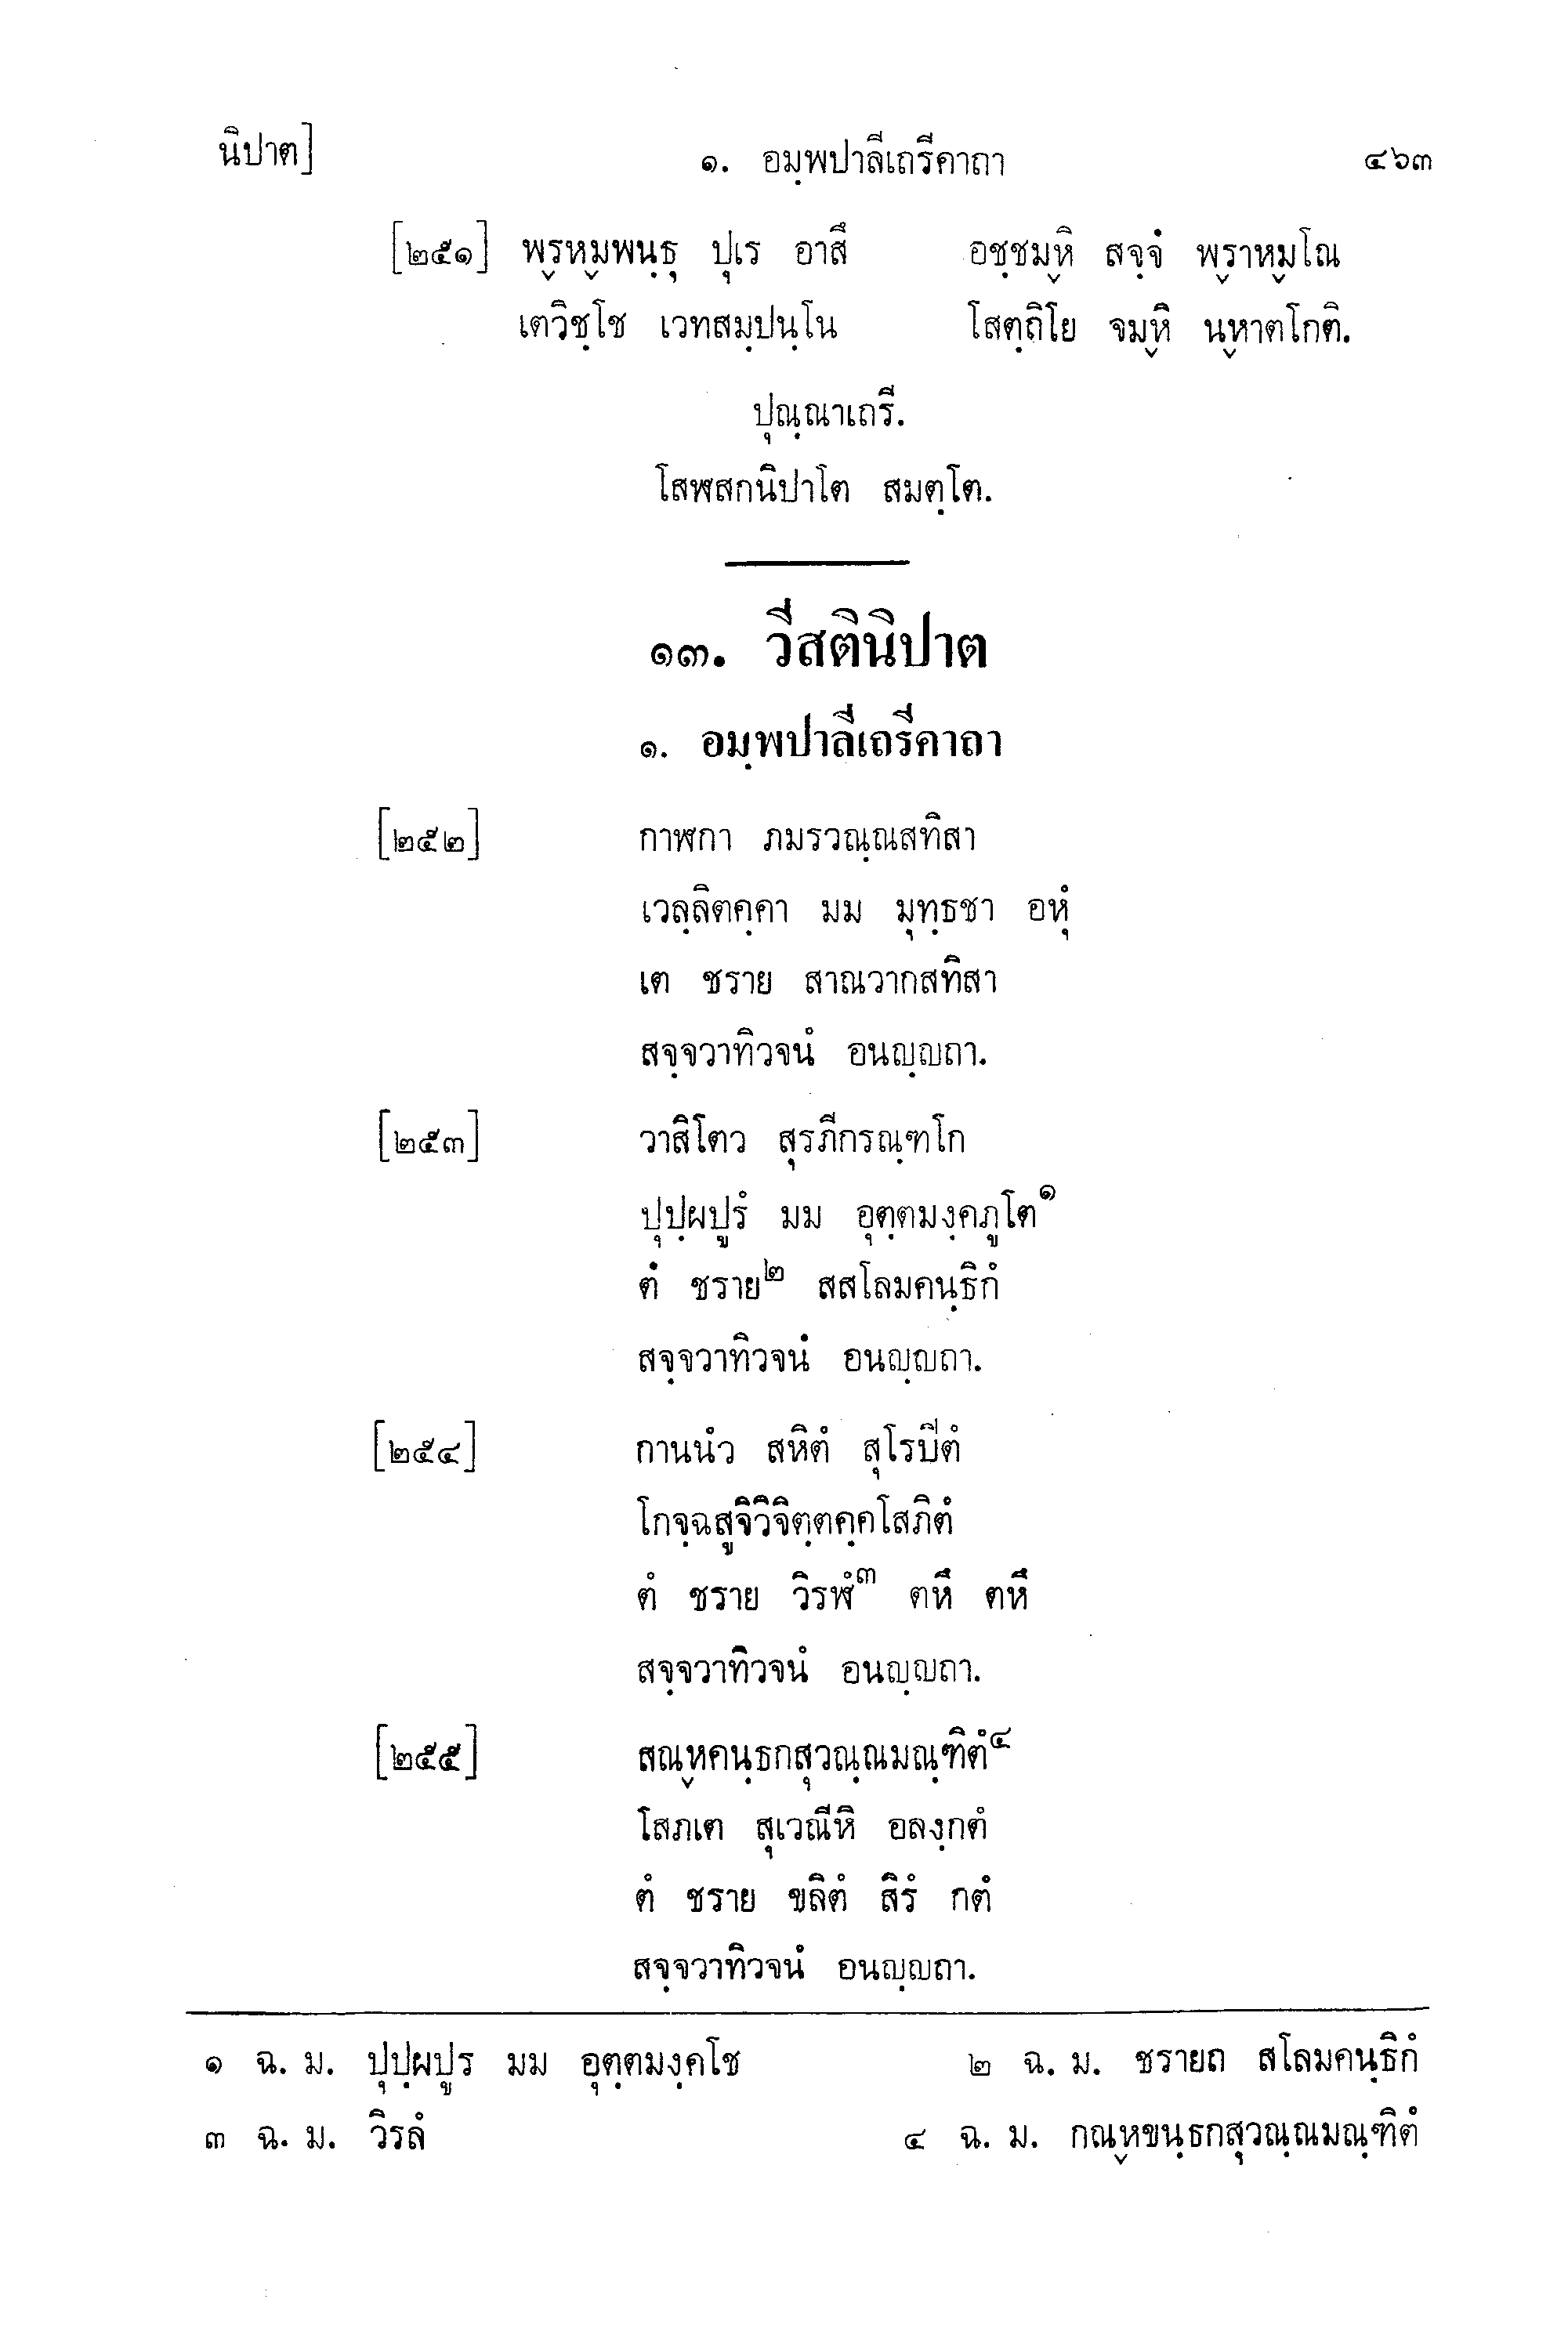 นิปาต] ๑. อมฺพปาลีเถรีคาถา ๔๖๓
[๒๕๑] พฺรหฺมพนฺธุ ปุเร อาสึ อชฺชมฺหิ สจฺจํ พฺราหฺมโณ
เตวิชฺโช เวทสมฺปนฺโน โสตฺถิโย จมฺหิ นฺหาตโกติ.
ปุณฺณาเถรี.
โสฬสกนิปาโต สมตฺโต.
๑๓. วีสตินิปาต
๑. อมฺพปาลีเถรีคาถา
[๒๕๒] กาฬกา ภมรวณฺณสทิสา
เวลฺลิตคฺคา มม มุทฺธชา อหุํ
เต ชราย สาณวากสทิสา
สจฺจวาทิวจนํ อนญฺญถา.
[๒๕๓] วาสิโตว สุรภีกรณฺฑโก
ปุปฺผปูรํ มม อุตฺตมงฺคภูโต๑
ตํ ชราย๒ สสโลมคนฺธิกํ
สจฺจวาทิวจนํ อนญฺญถา.
[๒๕๔] กานนํว สหิตํ สุโรปิตํ
โกจฺฉสูจิวิจิตฺตคฺคโสภิตํ
ตํ ชราย วิรฬํ๓ ตหึ ตหึ
สจฺจวาทิวจนํ อนญฺญถา.
[๒๕๕] สณฺหคนฺธกสุวณฺณมณฺฑิตํ๔
โสภเต สุเวณีหิ อลงฺกตํ
ตํ ชราย ขลิตํ สิรํ กตํ
สจฺจวาทิวจนํ อนญฺญถา.
๑ ฉ. ม. ปุปฺผปูร มม อุตฺตมงฺคโช ๒ ฉ. ม. ชรายถ สโลมคนฺธิกํ
๓ ฉ. ม. วิรลํ ๔ ฉ. ม. กณฺหขนฺธกสุวณฺณมณฺฑิตํ